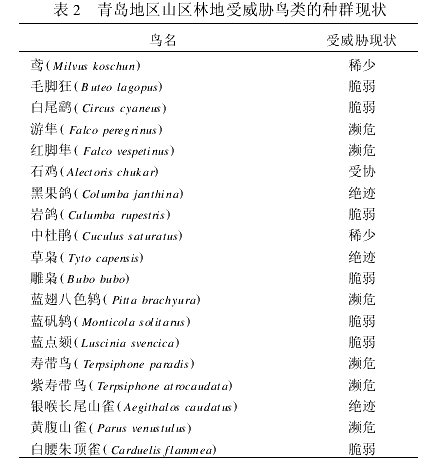 表 2 青岛地区山区林地受威胁鸟类的种群现状
鸟名 受威胁现状
鸢(Milvus koschun) 稀少
毛脚狂(Buteo lagopus) 脆弱
白尾鹞(Circus cyaneus) 脆弱
游隼(Falco peregrinus) 濒危
红脚隼(Falco vespetinus) 濒危
石鸡(Alectoris chukar) 受协
黑果鸽(Columba janthina) 绝迹
岩鸽(Culumba rupestris) 脆弱
中杜鹃(Cuculus saturatus) 稀少
草枭(Tyto capensis) 绝迹
雕枭(Bubo bubo) 脆弱
蓝翅八色鸫(Pitta brachyura) 濒危
蓝矶鸫(Monticola solitarus) 脆弱
蓝点颏(Luscinia svencica) 脆弱
寿带鸟(Terpsiphone paradis) 濒危
紫寿带鸟(Terpsiphone atrocaudata) 濒危
银喉长尾山雀(Aegithalos caudatus) 绝迹
黄腹山雀(Parus venustulus) 濒危
白腰朱顶雀(Carduelis flammea) 脆弱